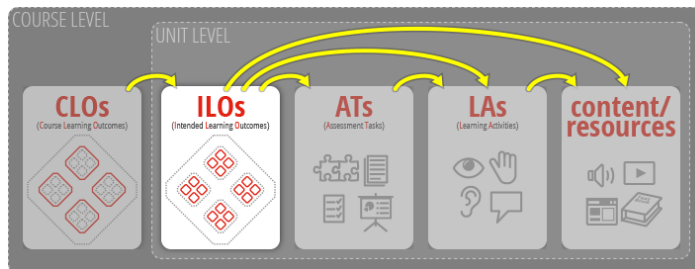 COURSE LEVEL
UNIT LEVEL
CLOs
(Course Learning Outcomes)
ILOs
(Intended Learning Outcomes)
ATs
(Assessment Tasks)
LAs
(Learning Activities)
content/
resources